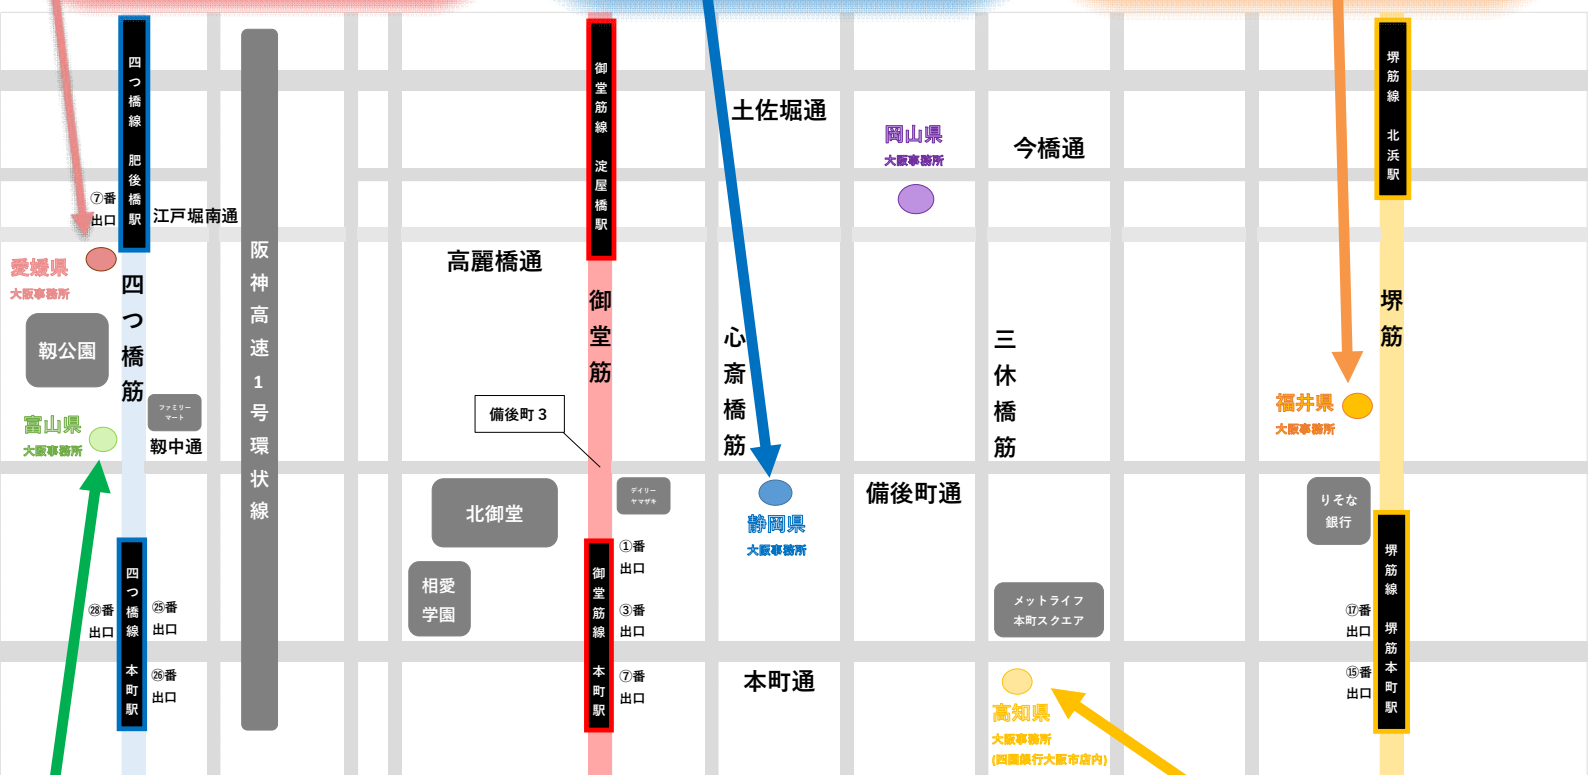 四つ橋線 肥後橋駅
御堂筋線 淀屋橋駅
堺筋線 北浜駅
土佐堀通
岡山県
大阪事務所
今橋通
⑦番
出口
江戸堀南通
高麗橋通
愛媛県
大阪事務所
四つ橋筋
阪神高速1号環状線
御堂筋
心斎橋筋
三休橋筋
堺筋
靱公園
ファミリー
マート
富山県
大阪事務所
靱中通
備後町3
福井県
大阪事務所
北御堂
デイリー
ヤマザキ
静岡県
大阪事務所
備後町通
りそな
銀行
相愛
学園
①番
出口
③番
出口
⑦番
出口
四つ橋線 本町駅
㉘番
出口
㉕番
出口
㉖番
出口
御堂筋線 本町駅
メットライフ
本町スクエア
堺筋線 堺筋本町駅
⑰番
出口
⑮番
出口
本町通
高知県
大阪事務所
(四国銀行大阪市店内)